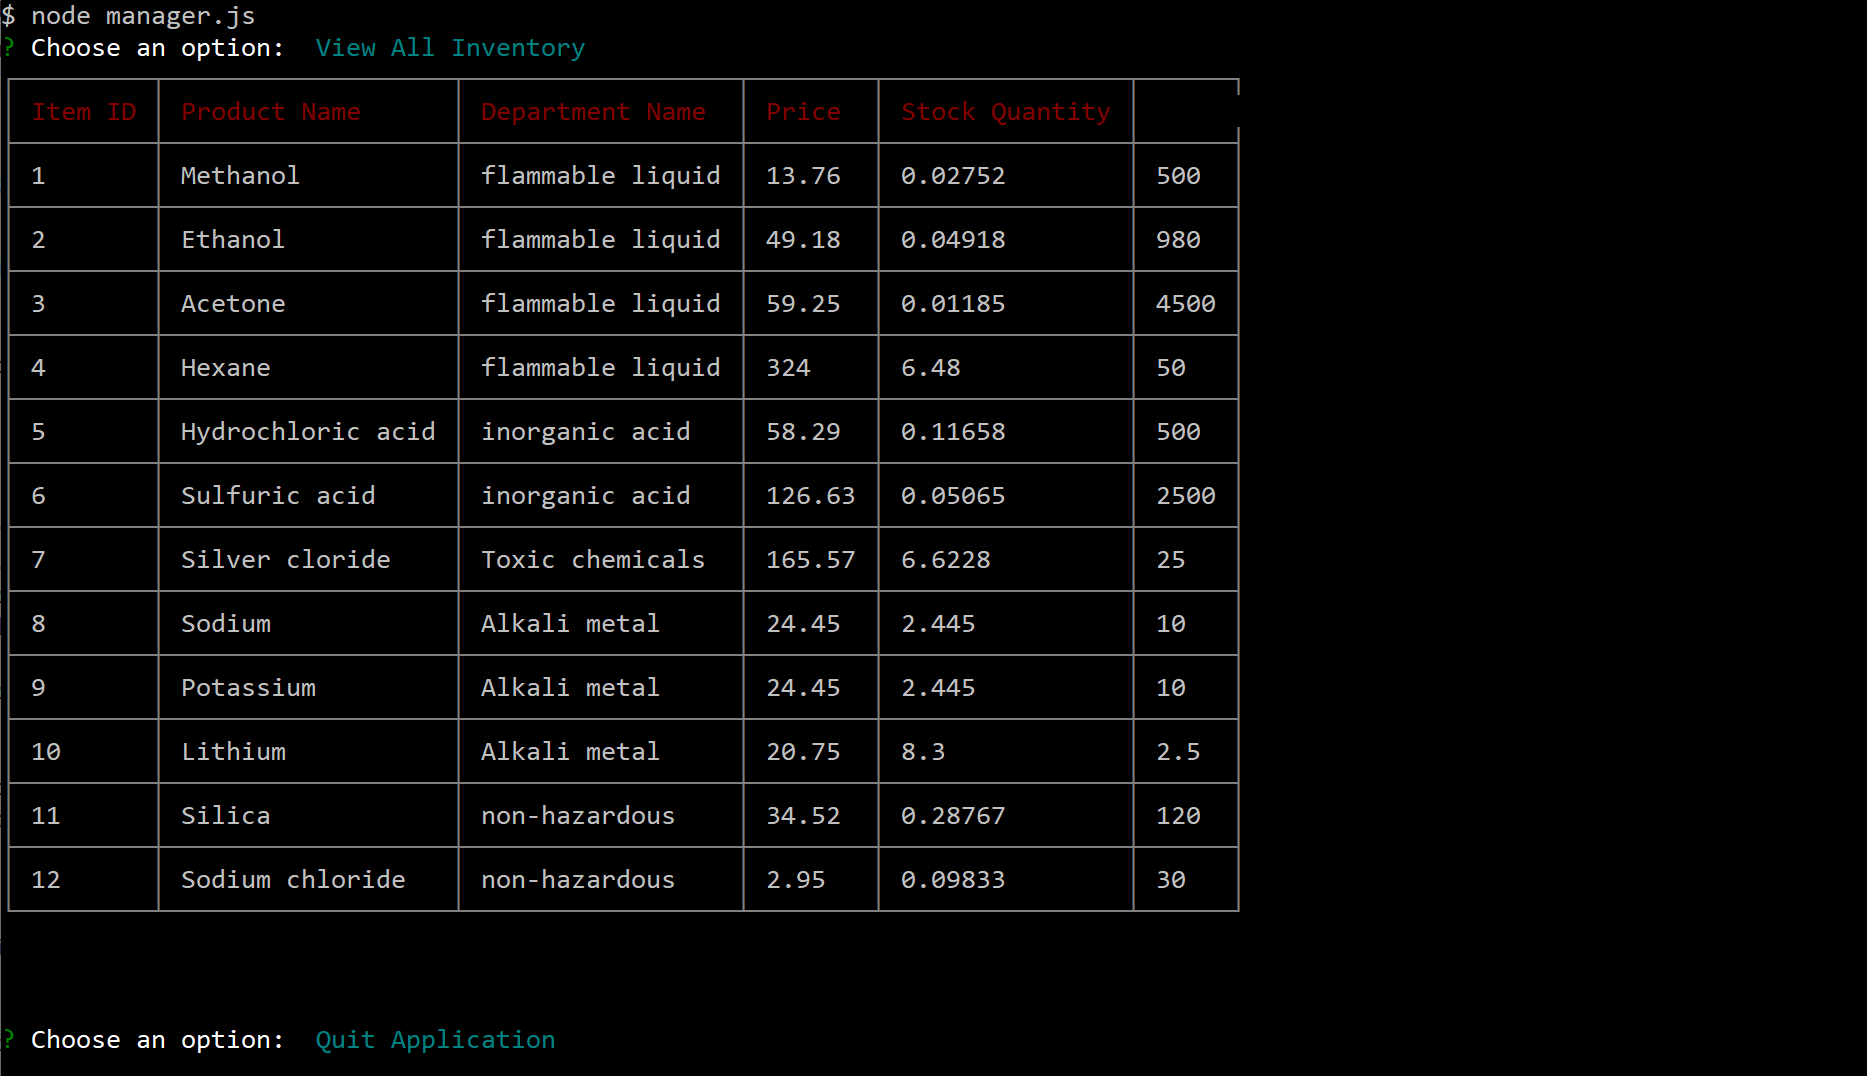 $ node manager.js
? Choose an option:  View All Inventory
Item ID Product Name Department Name Price Stock Quantity
1 Methanol flammable liquid 13.76 0.02752 500
2 Ethanol flammable liquid 49.18 0.04918 980
3 Acetone flammable liquid 59.25 0.01185 4500
4 Hexane flammable liquid 324 6.48 50
5 Hydrochloric acid inorganic acid 58.29 0.11658 500
6 Sulfuric acid inorganic acid 126.63 0.05065 2500
7 Silver cloride Toxic chemicals 165.57 6.6228 25
8 Sodium Alkali metal 24.45 2.445 10
9 Potassium Alkali metal 24.45 2.445 10
10 Lithium Alkali metal 20.75 8.3 2.5
11 Silica non-hazardous 34.52 0.28767 120
12 Sodium chloride non-hazardous 2.95 0.09833 30
? Choose an option:  Quit Application